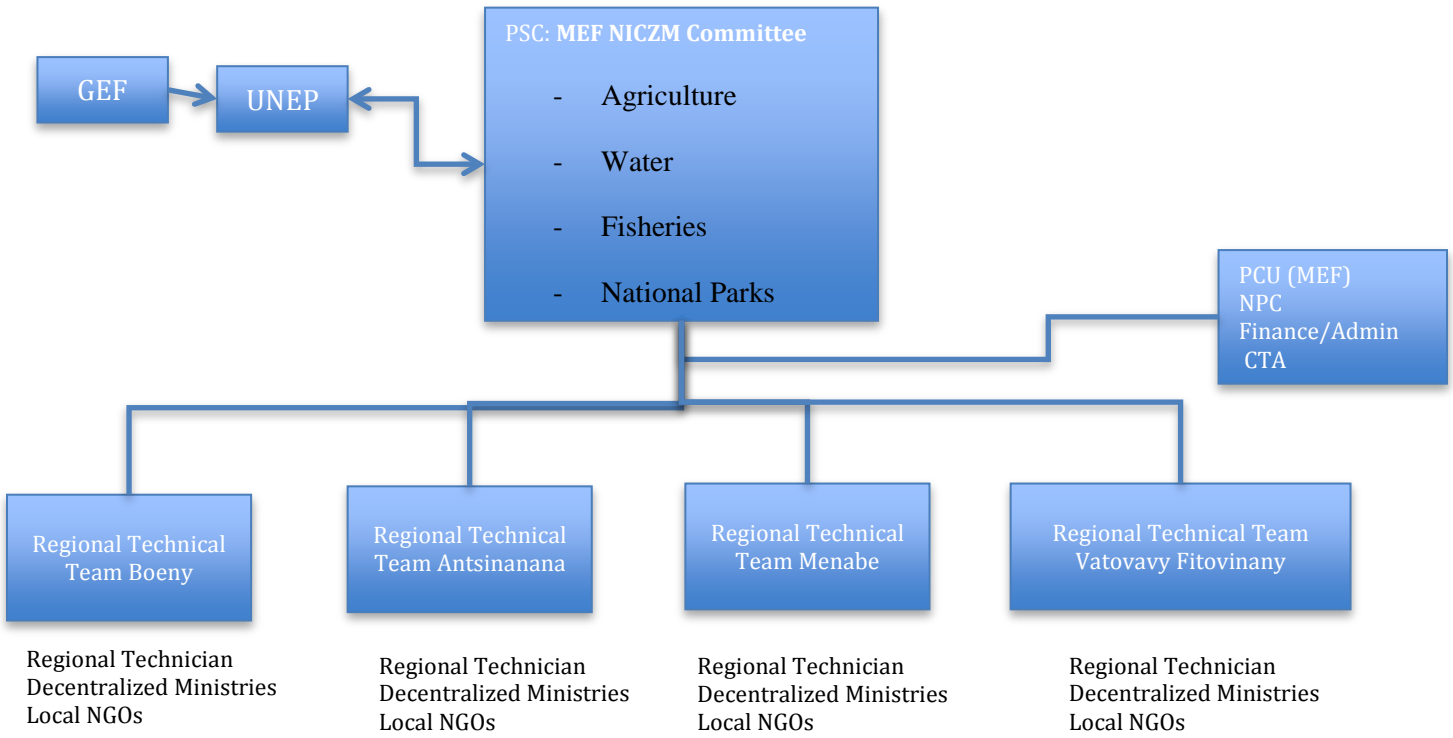 GEF
UNEP
PSC: MEF NICZM Committee
- Agriculture
- Water
- Fisheries
- National Parks
PCU (MEF)
NPC
Finance/Admin
CTA
Regional Technical
Team Boeny
Regional Technical
Team Antsinanana
Regional Technical
Team Menabe
Regional Technical Team
Vatovavy Fitovinany
Regional Technician
Decentralized Ministries
Local NGOs
Regional Technician
Decentralized Ministries
Local NGOs
Regional Technician
Decentralized Ministries
Local NGOs
Regional Technician
Decentralized Ministries
Local NGOs